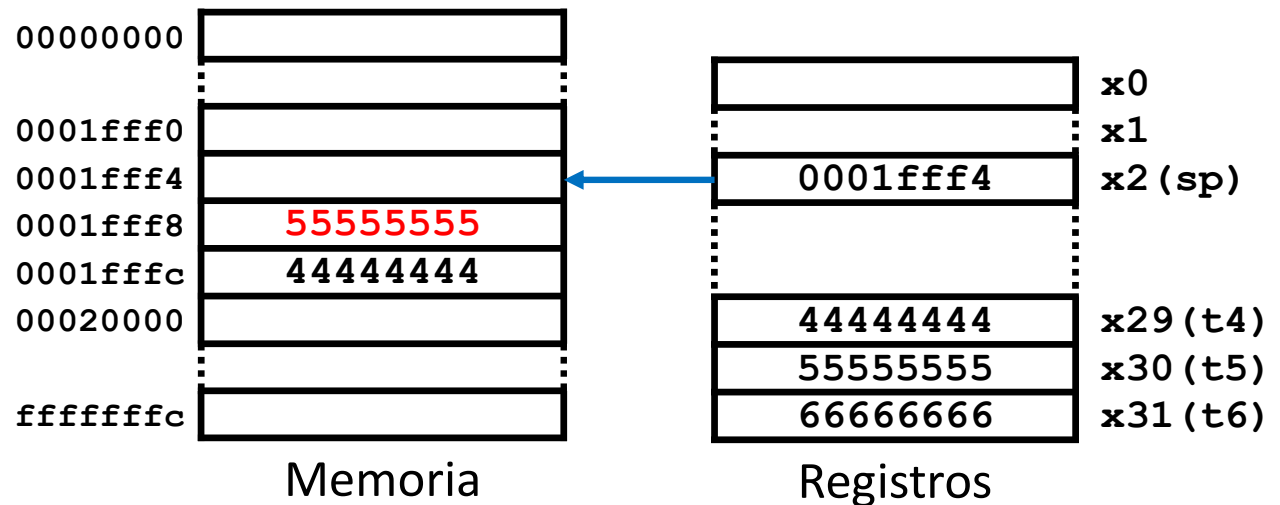 00000000
0001fff0
0001fff4
0001fff8 55555555
0001fffc 44444444
00020000
fffffffc
Memoria
x0
x1
0001fff4 x2(sp)
44444444 x29(t4)
55555555 x30(t5)
66666666 x31(t6)
Registros